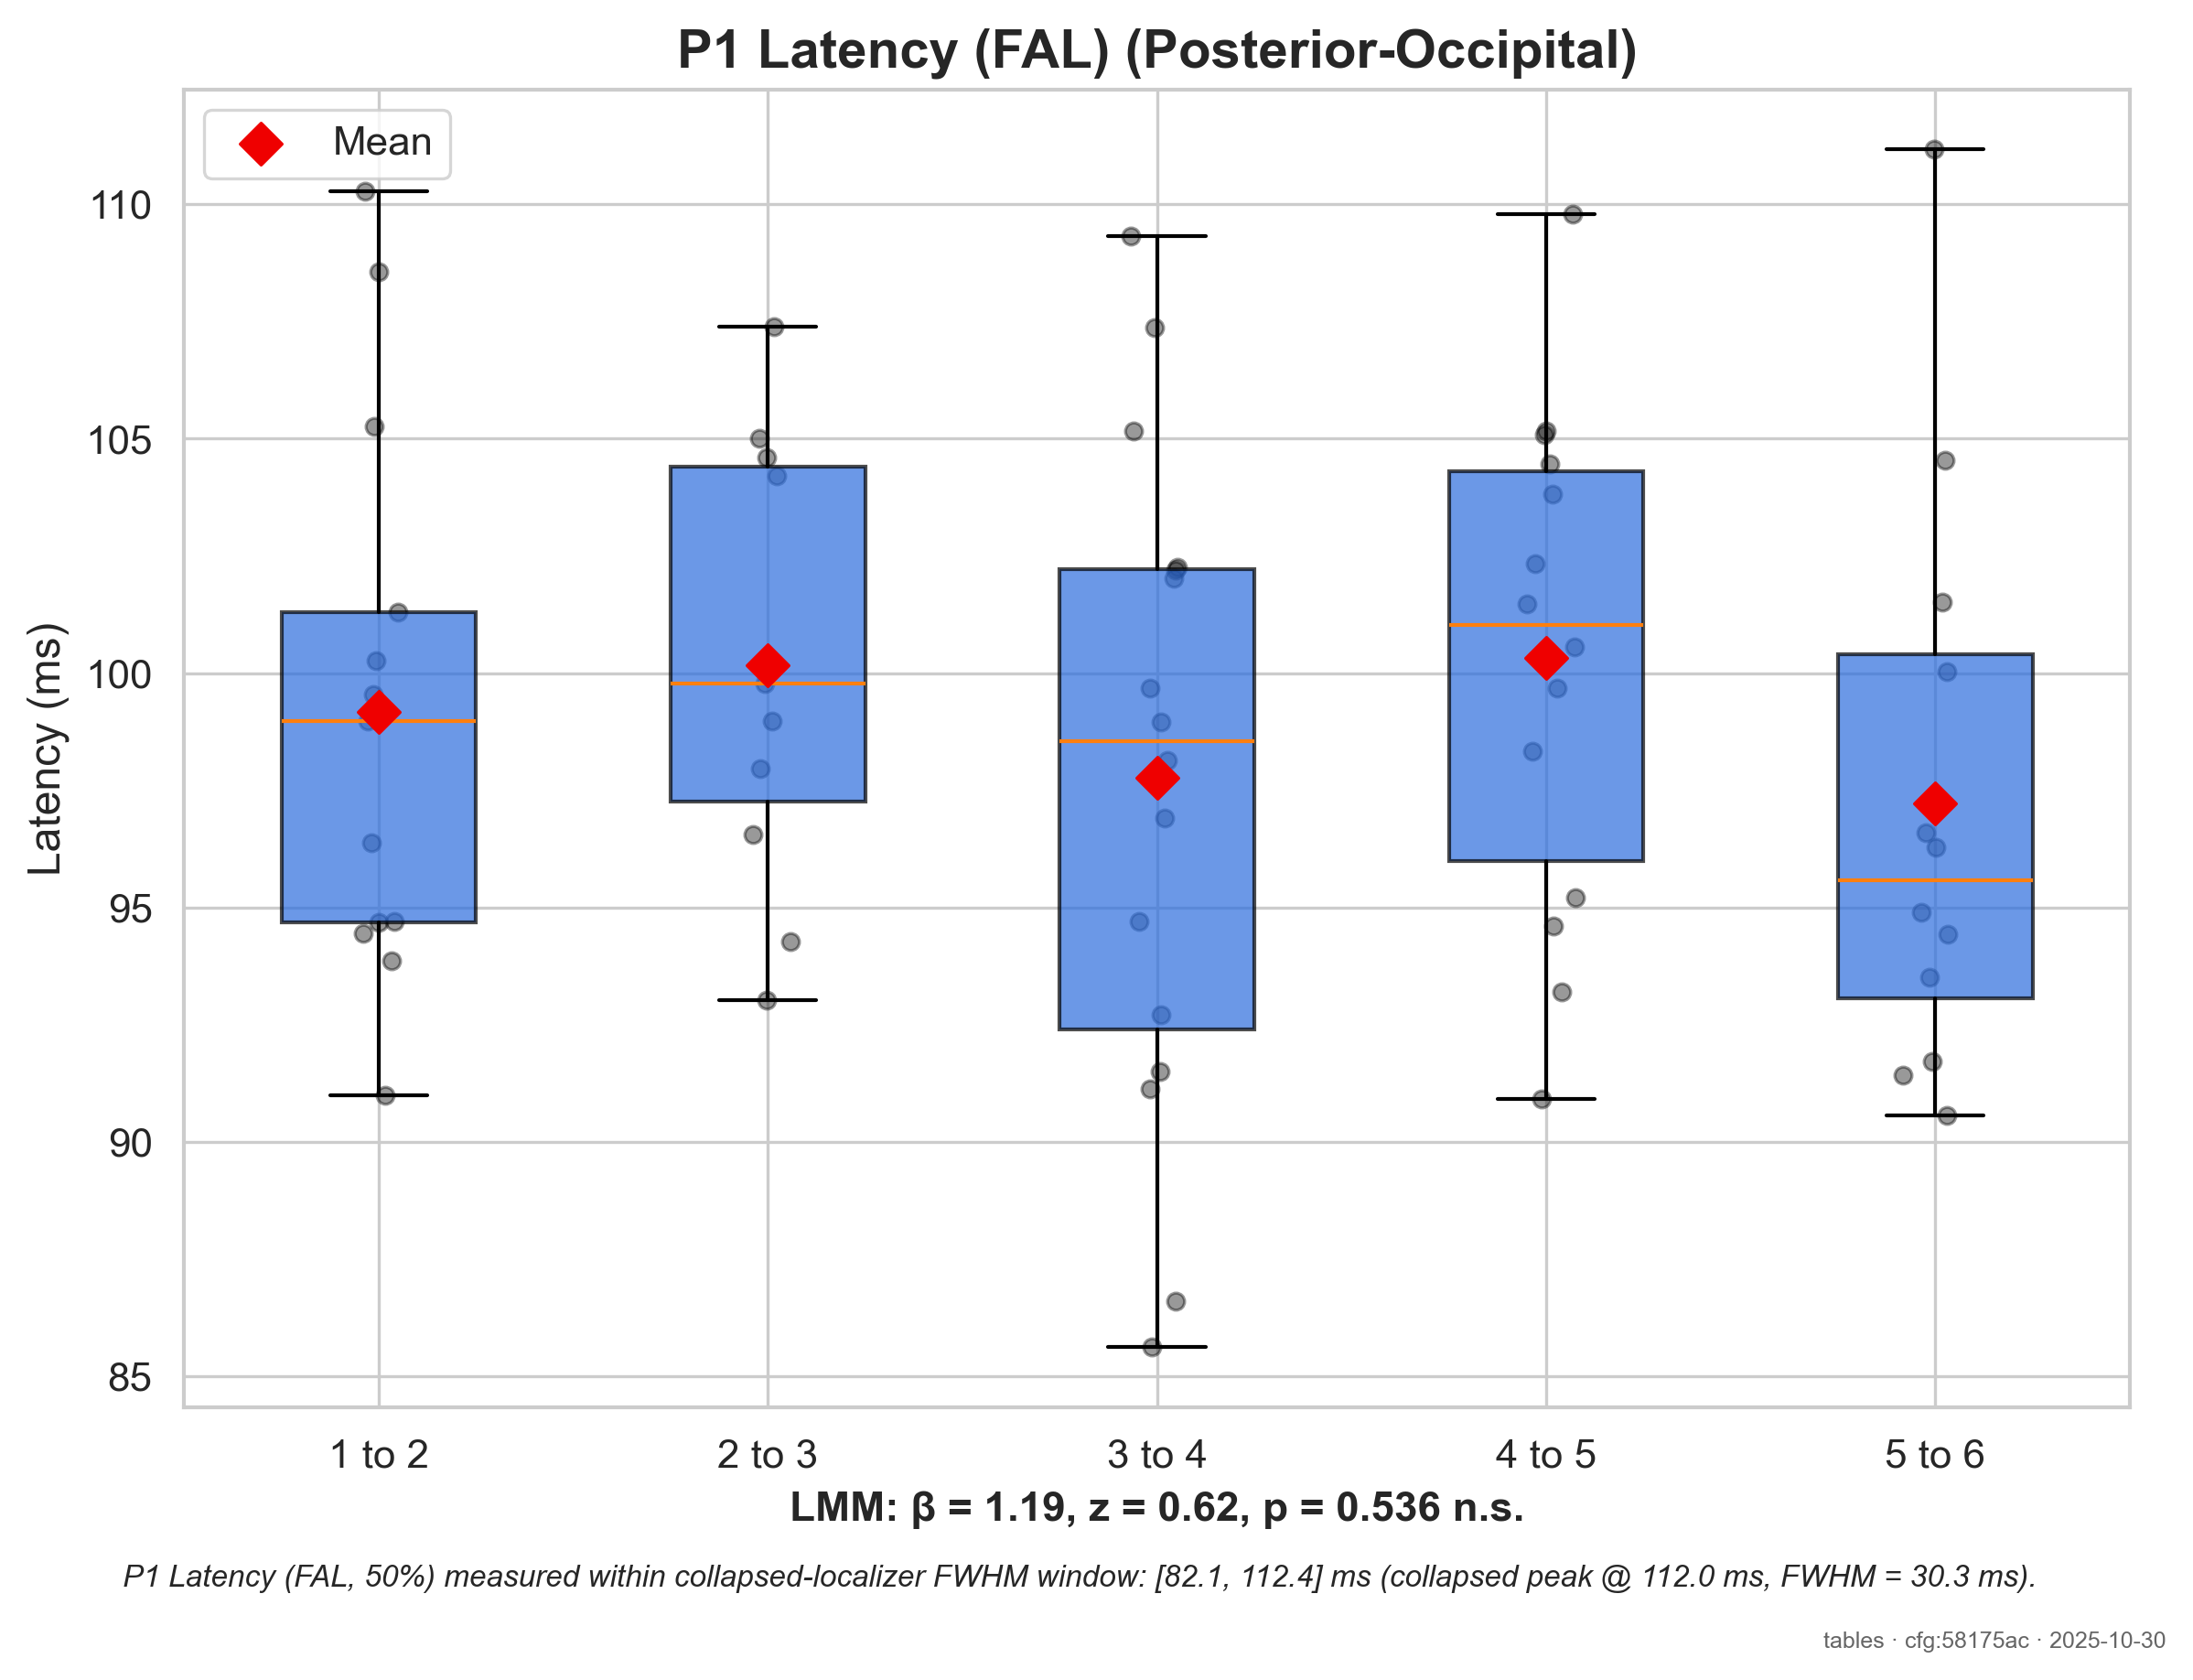 P1 Latency (FAL) (Posterior-Occipital)
Mean
Latency (ms)
110
105
100
95
90
85
1 to 2
2 to 3
3 to 4
4 to 5
5 to 6
LMM: β = 1.19, z = 0.62, p = 0.536 n.s.
P1 Latency (FAL, 50%) measured within collapsed-localizer FWHM window: [82.1, 112.4] ms (collapsed peak @ 112.0 ms, FWHM = 30.3 ms).
tables · cfg:58175ac · 2025-10-30